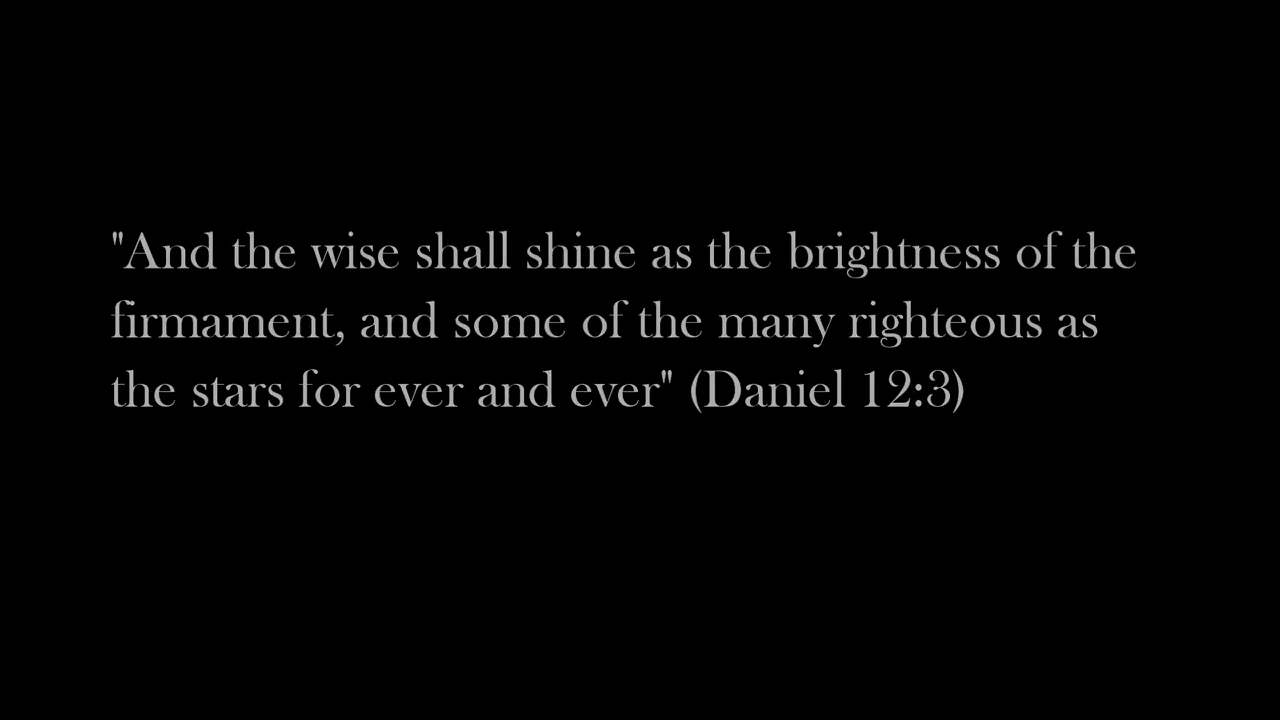 "And the wise shall shine as the brightness of the
firmament, and some of the many righteous as
the stars for ever and ever" (Daniel 12:3)